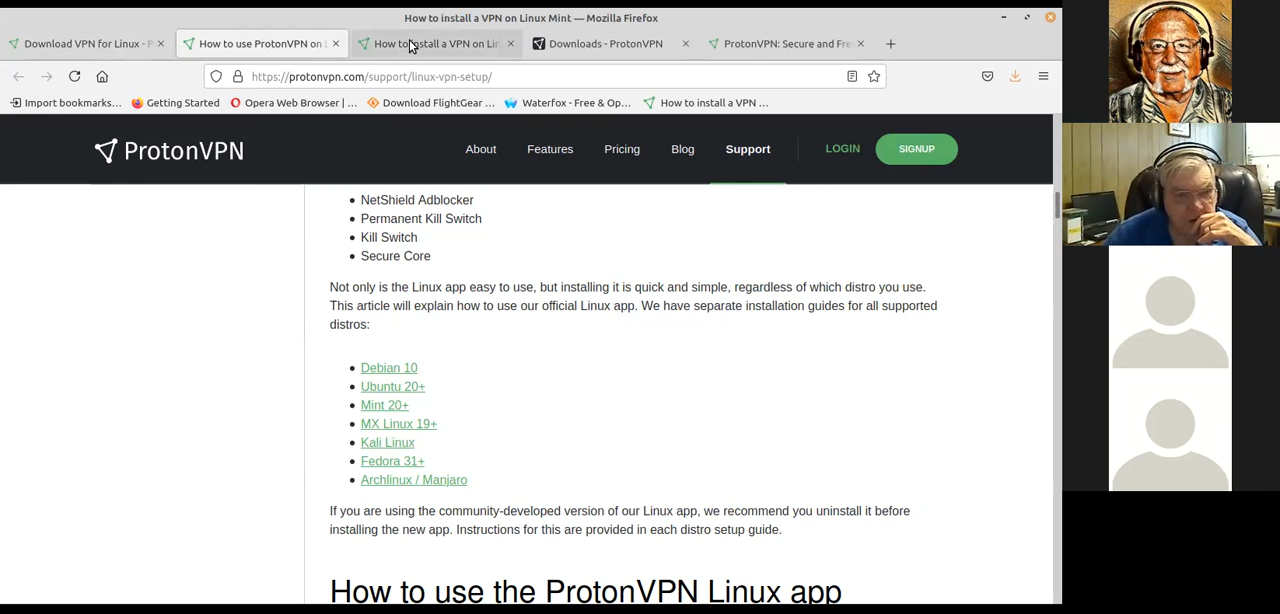 How to install a VPN on Linux Mint — Mozilla Firefox
Download VPN for Linux - P
How to use ProtonVPN on L
How to install a VPN on Lin
Downloads - ProtonVPN
ProtonVPN: Secure and Fre
https://protonvpn.com/support/linux-vpn-setup/
Import bookmarks...
Getting Started
Opera Web Browser | ...
Download FlightGear ...
Waterfox - Free & Op...
How to install a VPN ...
ProtonVPN
About
Features
Pricing
Blog
Support
LOGIN
SIGNUP
NetShield Adblocker
Permanent Kill Switch
Kill Switch
Secure Core
Not only is the Linux app easy to use, but installing it is quick and simple, regardless of which distro you use.
This article will explain how to use our official Linux app. We have separate installation guides for all supported
distros:
Debian 10
Ubuntu 20+
Mint 20+
MX Linux 19+
Kali Linux
Fedora 31+
Archlinux / Manjaro
If you are using the community-developed version of our Linux app, we recommend you uninstall it before
installing the new app. Instructions for this are provided in each distro setup guide.
How to use the ProtonVPN Linux app